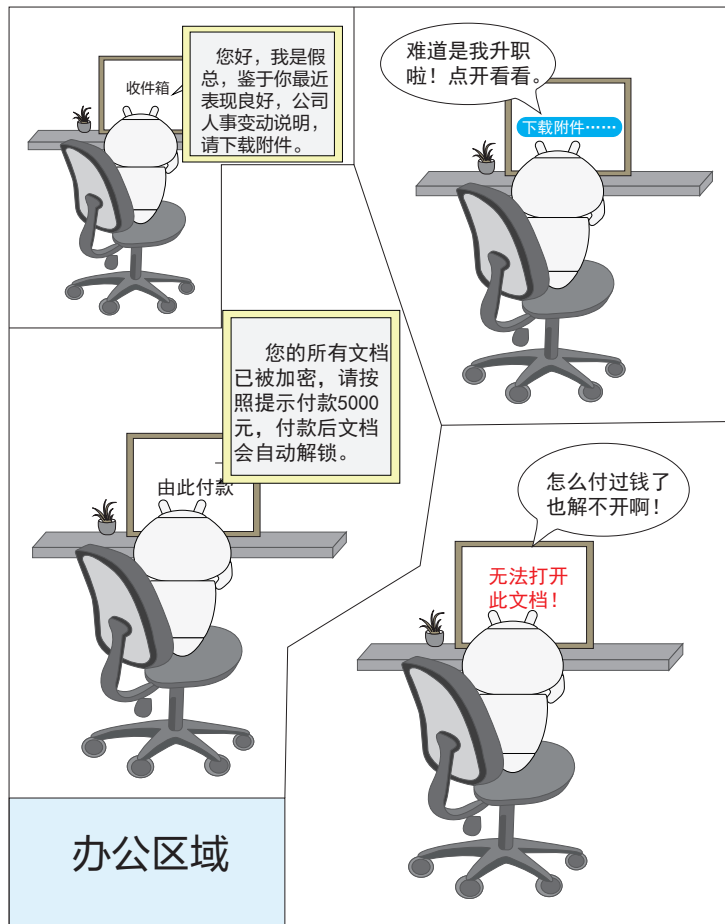 收件箱
您好，我是假
总，鉴于你最近
表现良好，公司
人事变动说明，
请下载附件。
难道是我升职
啦！点开看看。
下载附件……
您的所有文档
已被加密，请按
照提示付款5000
元，付款后文档
会自动解锁。
由此付款
怎么付过钱了
也解不开啊！
无法打开
此文档！
办公区域